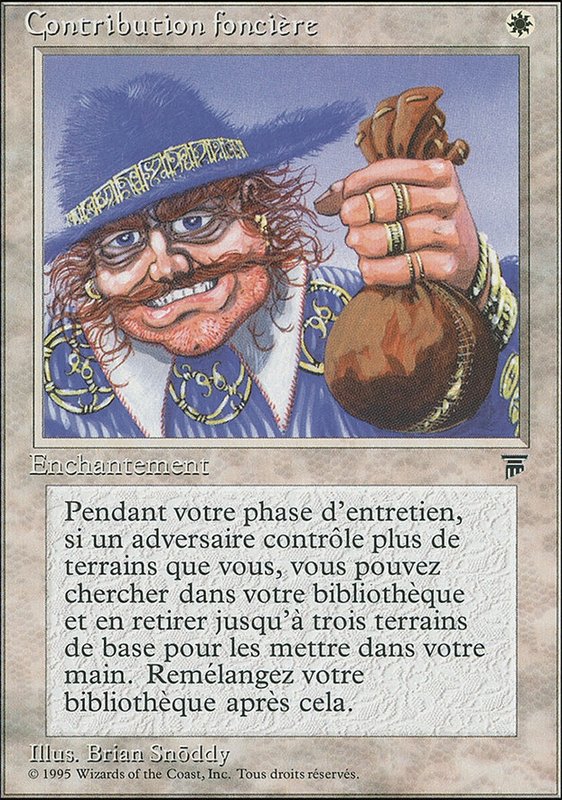 Contribution foncière
Enchantement
Pendant votre phase d'entretien,
si un adversaire contrôle plus de
terrains que vous, vous pouvez
chercher dans votre bibliothèque
et en retirer jusqu'à trois terrains
de base pour les mettre dans votre
main. Remélangez votre
bibliothèque après cela.
Illus. Brian Snōddy
© 1995 Wizards of the Coast, Inc. Tous droits réservés.